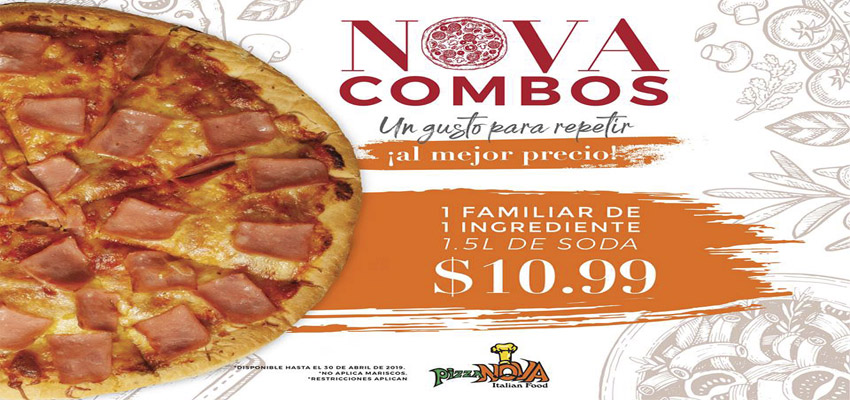 NOVA
COMBOS
Un gusto para repetir
¡al mejor precio!
1 FAMILIAR DE
1 INGREDIENTE
1.5L DE SODA
$10.99
*DISPONIBLE HASTA EL 30 DE ABRIL DE 2019.
*NO APLICA MARISCOS.
*RESTRICCIONES APLICAN
Pizza NOVA
Italian Food